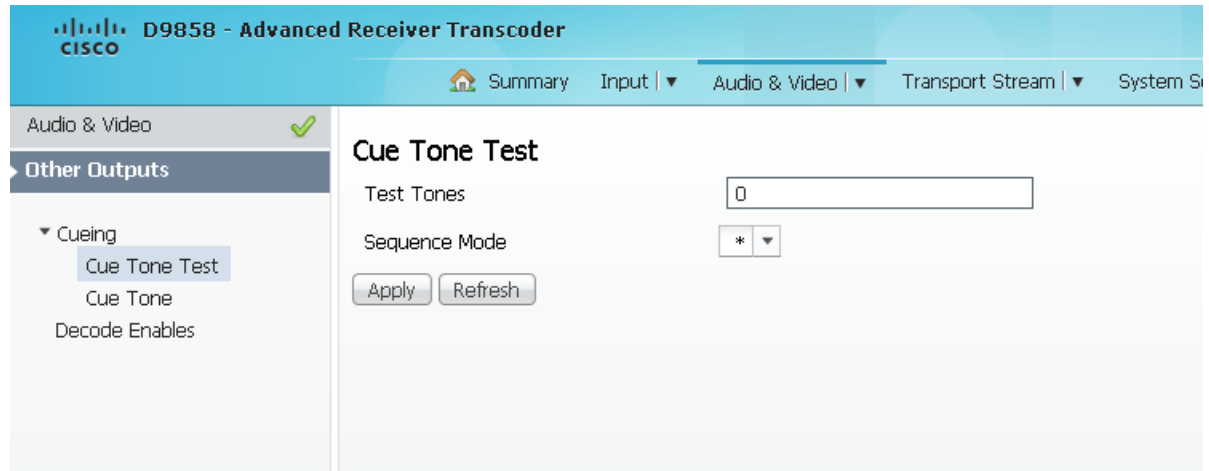 CISCO
D9858 - Advanced Receiver Transcoder
Summary Input Audio & Video Transport Stream System
Audio & Video
Other Outputs
Cueing
Cue Tone Test
Cue Tone
Decode Enables
Cue Tone Test
Test Tones 0
Sequence Mode *
Apply Refresh